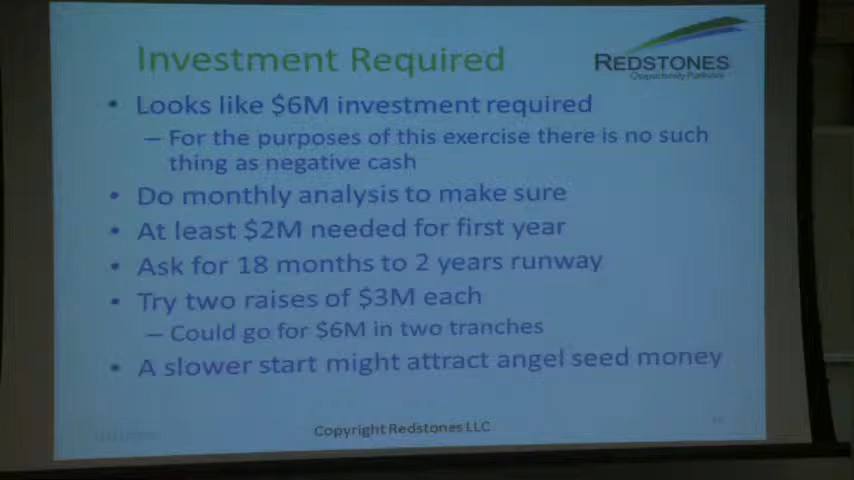 Investment Required
REDSTONES
Opportunity Portfolios
• Looks like $6M investment required
– For the purposes of this exercise there is no such
thing as negative cash
• Do monthly analysis to make sure
• At least $2M needed for first year
• Ask for 18 months to 2 years runway
• Try two raises of $3M each
– Could go for $6M in two tranches
• A slower start might attract angel seed money
Copyright Redstones LLC